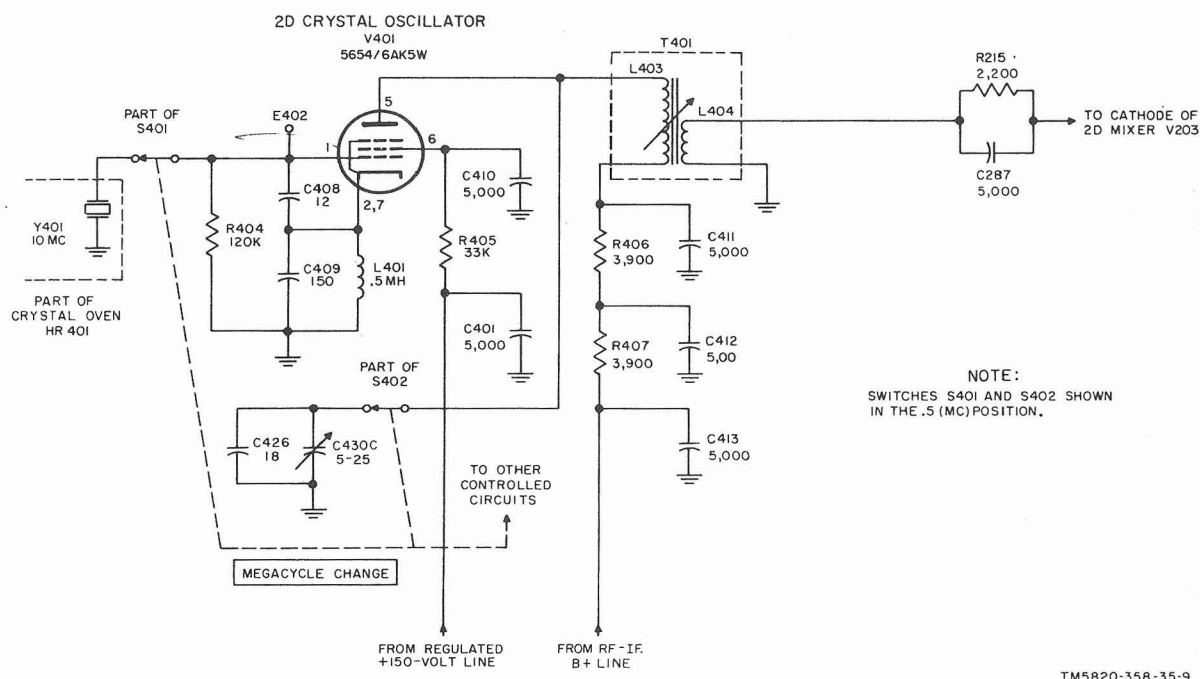 2D CRYSTAL OSCILLATOR
V401
5654/6AK5W
T401
L403
L404
R215
2,200
TO CATHODE OF
2D MIXER V203
C287
5,000
PART OF
S401
E402
5
1
6
2,7
Y401
10 MC
R404
120K
C408
12
C409
150
L401
.5MH
C410
5,000
R405
33K
C401
5,000
R406
3,900
C411
5,000
R407
3,900
C412
5,00
C413
5,000
PART OF
CRYSTAL OVEN
HR 401
PART OF
S402
C426
18
C430C
5-25
TO OTHER
CONTROLLED
CIRCUITS
MEGACYCLE CHANGE
NOTE:
SWITCHES S401 AND S402 SHOWN
IN THE .5 (MC) POSITION.
FROM REGULATED
+150-VOLT LINE
FROM RF-IF.
B+ LINE
TM5820-358-35-9